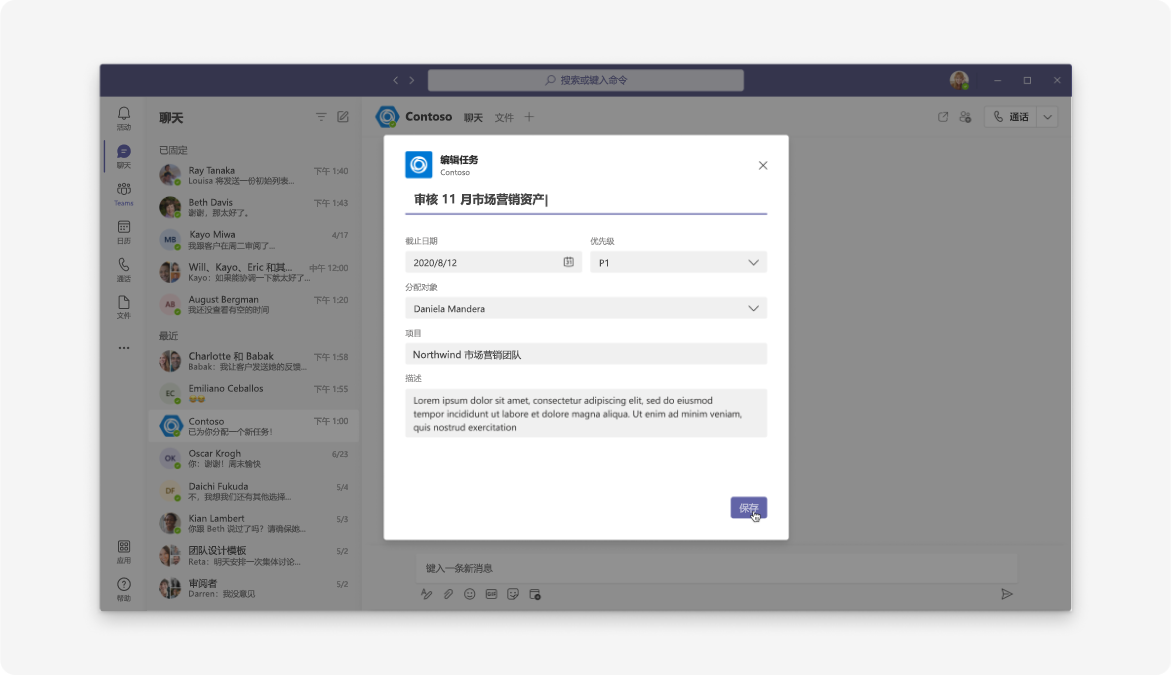 搜索或键入命令
活动
聊天
Teams
日历
通话
文件
应用
帮助
聊天
已固定
Ray Tanaka 下午 1:40
Louisa 将发送一份初始列表...
Beth Davis 下午 1:43
谢谢，那太好了。
MB
Kayo Miwa 4/17
我跟客户在周二审阅了...
Will、Kayo、Eric 和其... 中午 12:00
Kayo：如果能协调一下就太好了...
AB
August Bergman 下午 1:20
我还没查看有空的时间
最近
Charlotte 和 Babak 下午 1:58
Babak：我让客户发送她的反馈...
EC
Emiliano Ceballos 下午 1:55
Contoso 下午 1:00
已为你分配一个新任务！
OK
Oscar Krogh 6/23
你：谢谢！周末愉快
DF
Daichi Fukuda 5/4
不，我想我们还有其他选择...
Kian Lambert 5/3
你跟 Beth 说过了吗？请确保她...
团队设计模板 5/2
Reta：明天安排一次集体讨论...
审阅者 5/2
Darren：我没意见
Contoso 聊天 文件
通话
编辑任务
Contoso
审核 11 月市场营销资产
截止日期 优先级
2020/8/12 P1
分配对象
Daniela Mandera
项目
Northwind 市场营销团队
描述
Lorem ipsum dolor sit amet, consectetur adipiscing elit, sed do eiusmod
tempor incididunt ut labore et dolore magna aliqua. Ut enim ad minim veniam,
quis nostrud exercitation
保存
键入一条新消息
GIF